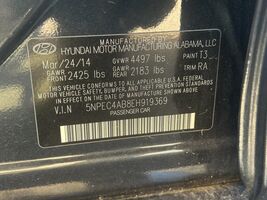 MANUFACTURED BY
HYUNDAI MOTOR MANUFACTURING ALABAMA, LLC
Mar/24/14 GVWR 4497 lbs PAINT T3
GAWR FRONT 2425 lbs GAWR REAR 2183 lbs TRIM RA
THIS VEHICLE CONFORMS TO ALL APPLICABLE FEDERAL
MOTOR VEHICLE SAFETY, BUMPER, AND THEFT PREVENTION
STANDARDS IN EFFECT ON THE DATE OF MANUFACTURE
SHOWN ABOVE.
V.I.N 5NPEC4AB8EH919369
PASSENGER CAR